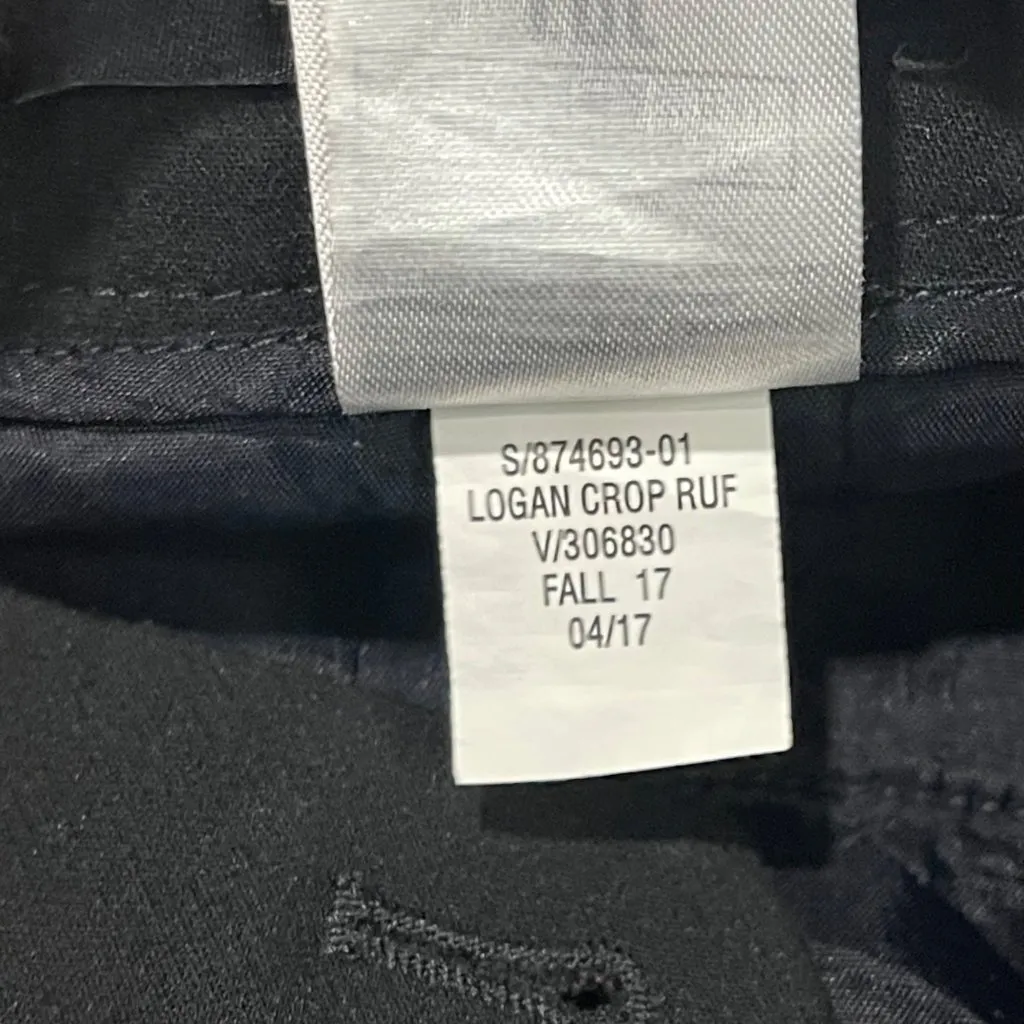 S/874693-01
LOGAN CROP RUF
V/306830
FALL 17
04/17